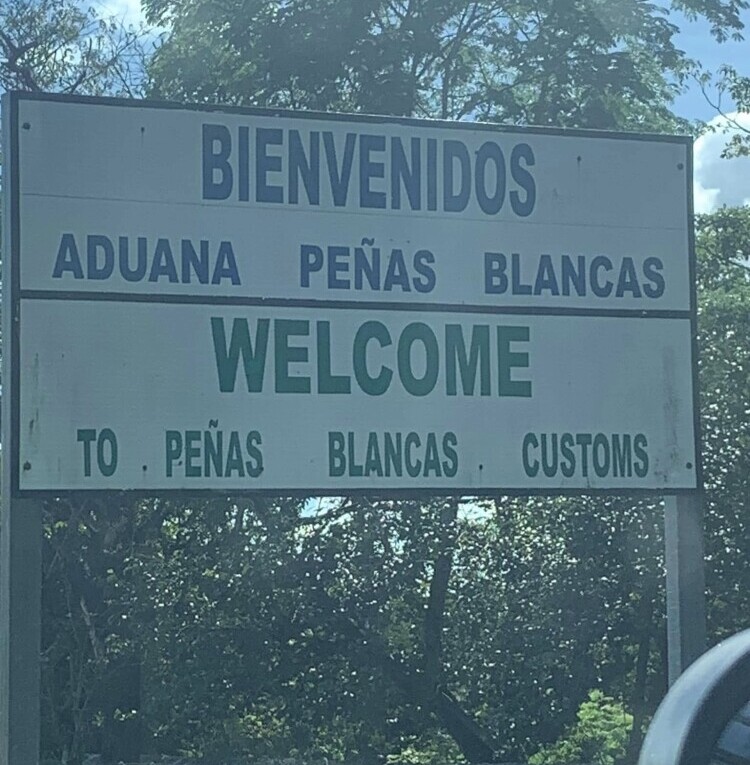 BIENVENIDOS
ADUANA PEÑAS BLANCAS
WELCOME
TO . PEÑAS BLANCAS . CUSTOMS